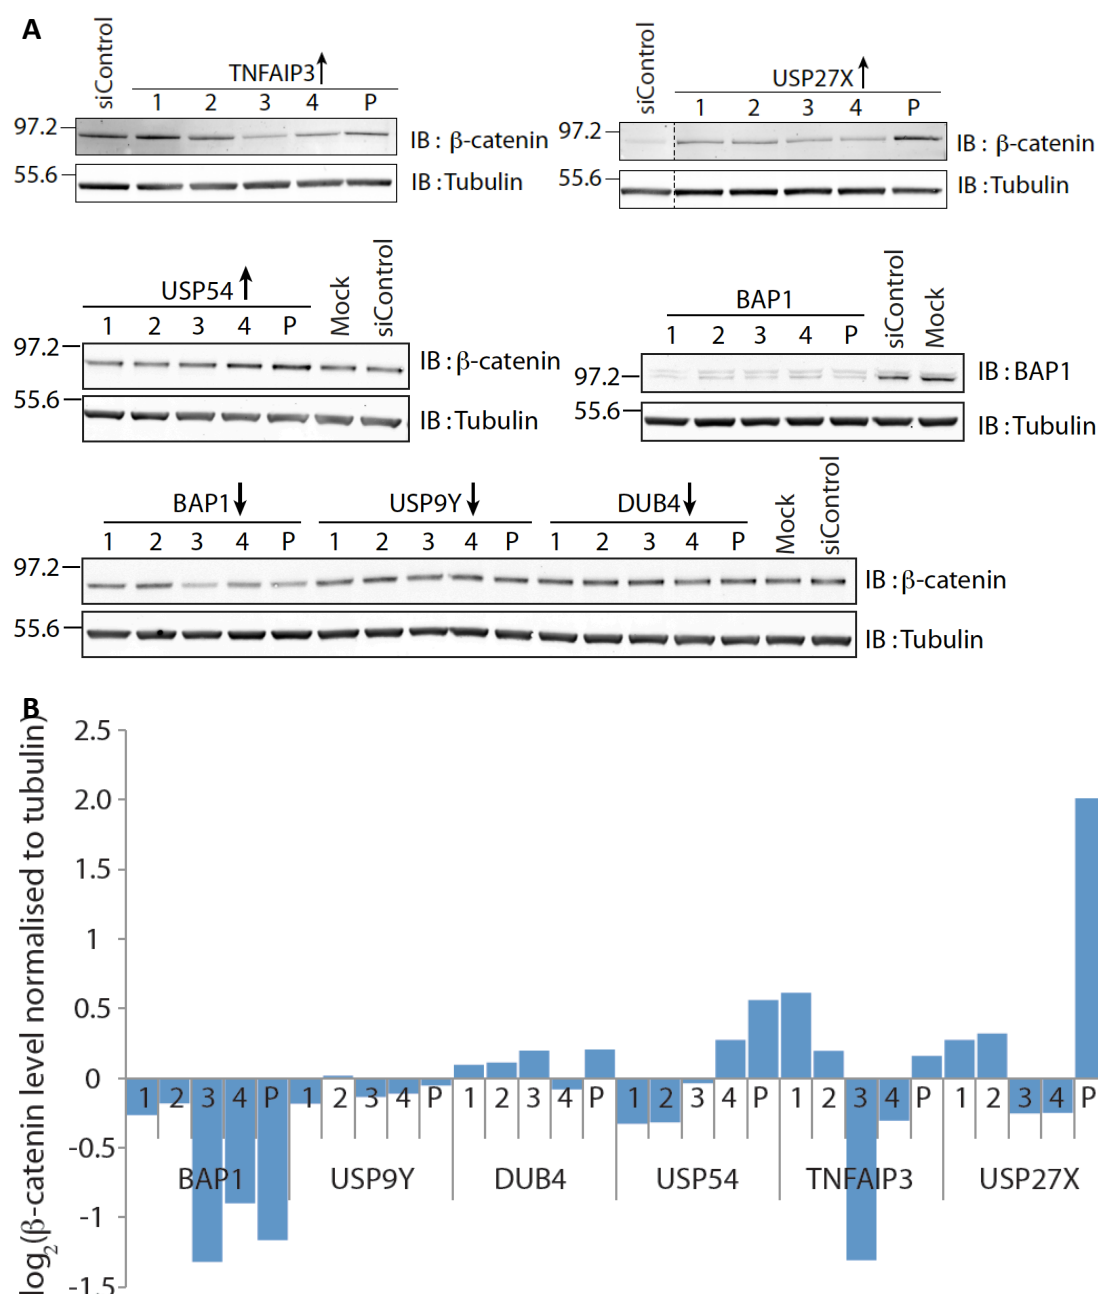 A
siControl
TNFAIP3↑
1 2 3 4 P
97.2
IB : β-catenin
55.6
IB : Tubulin
siControl
USP27X↑
1 2 3 4 P
97.2
IB : β-catenin
55.6
IB : Tubulin
USP54↑
Mock
siControl
1 2 3 4 P
97.2
IB : β-catenin
55.6
IB : Tubulin
BAP1
siControl
Mock
1 2 3 4 P
97.2
IB : BAP1
55.6
IB : Tubulin
BAP1↓ USP9Y↓ DUB4↓
Mock
siControl
1 2 3 4 P 1 2 3 4 P 1 2 3 4 P
97.2
IB : β-catenin
55.6
IB : Tubulin
B
log2(β-catenin level normalised to tubulin)
2.5
2.0
1.5
1
0.5
0
-0.5
-1
-1.5
1 2 3 4 P 1 2 3 4 P 1 2 3 4 P 1 2 3 4 P 1 2 3 4 P 1 2 3 4 P
BAP1 USP9Y DUB4 USP54 TNFAIP3 USP27X